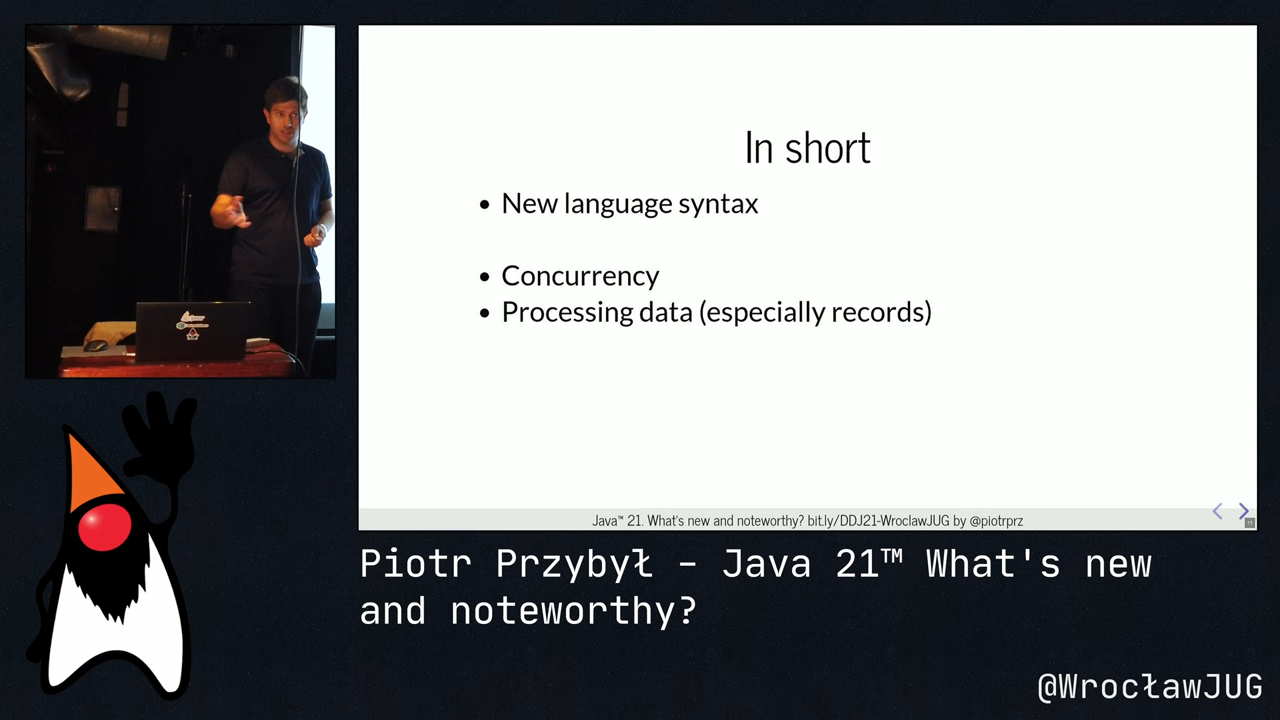 In short
• New language syntax
• Concurrency
• Processing data (especially records)
Java™ 21. What's new and noteworthy? bit.ly/DDJ21-WroclawJUG by @piotrprz
11
Piotr Przybył – Java 21™ What's new
and noteworthy?
@WrocławJUG